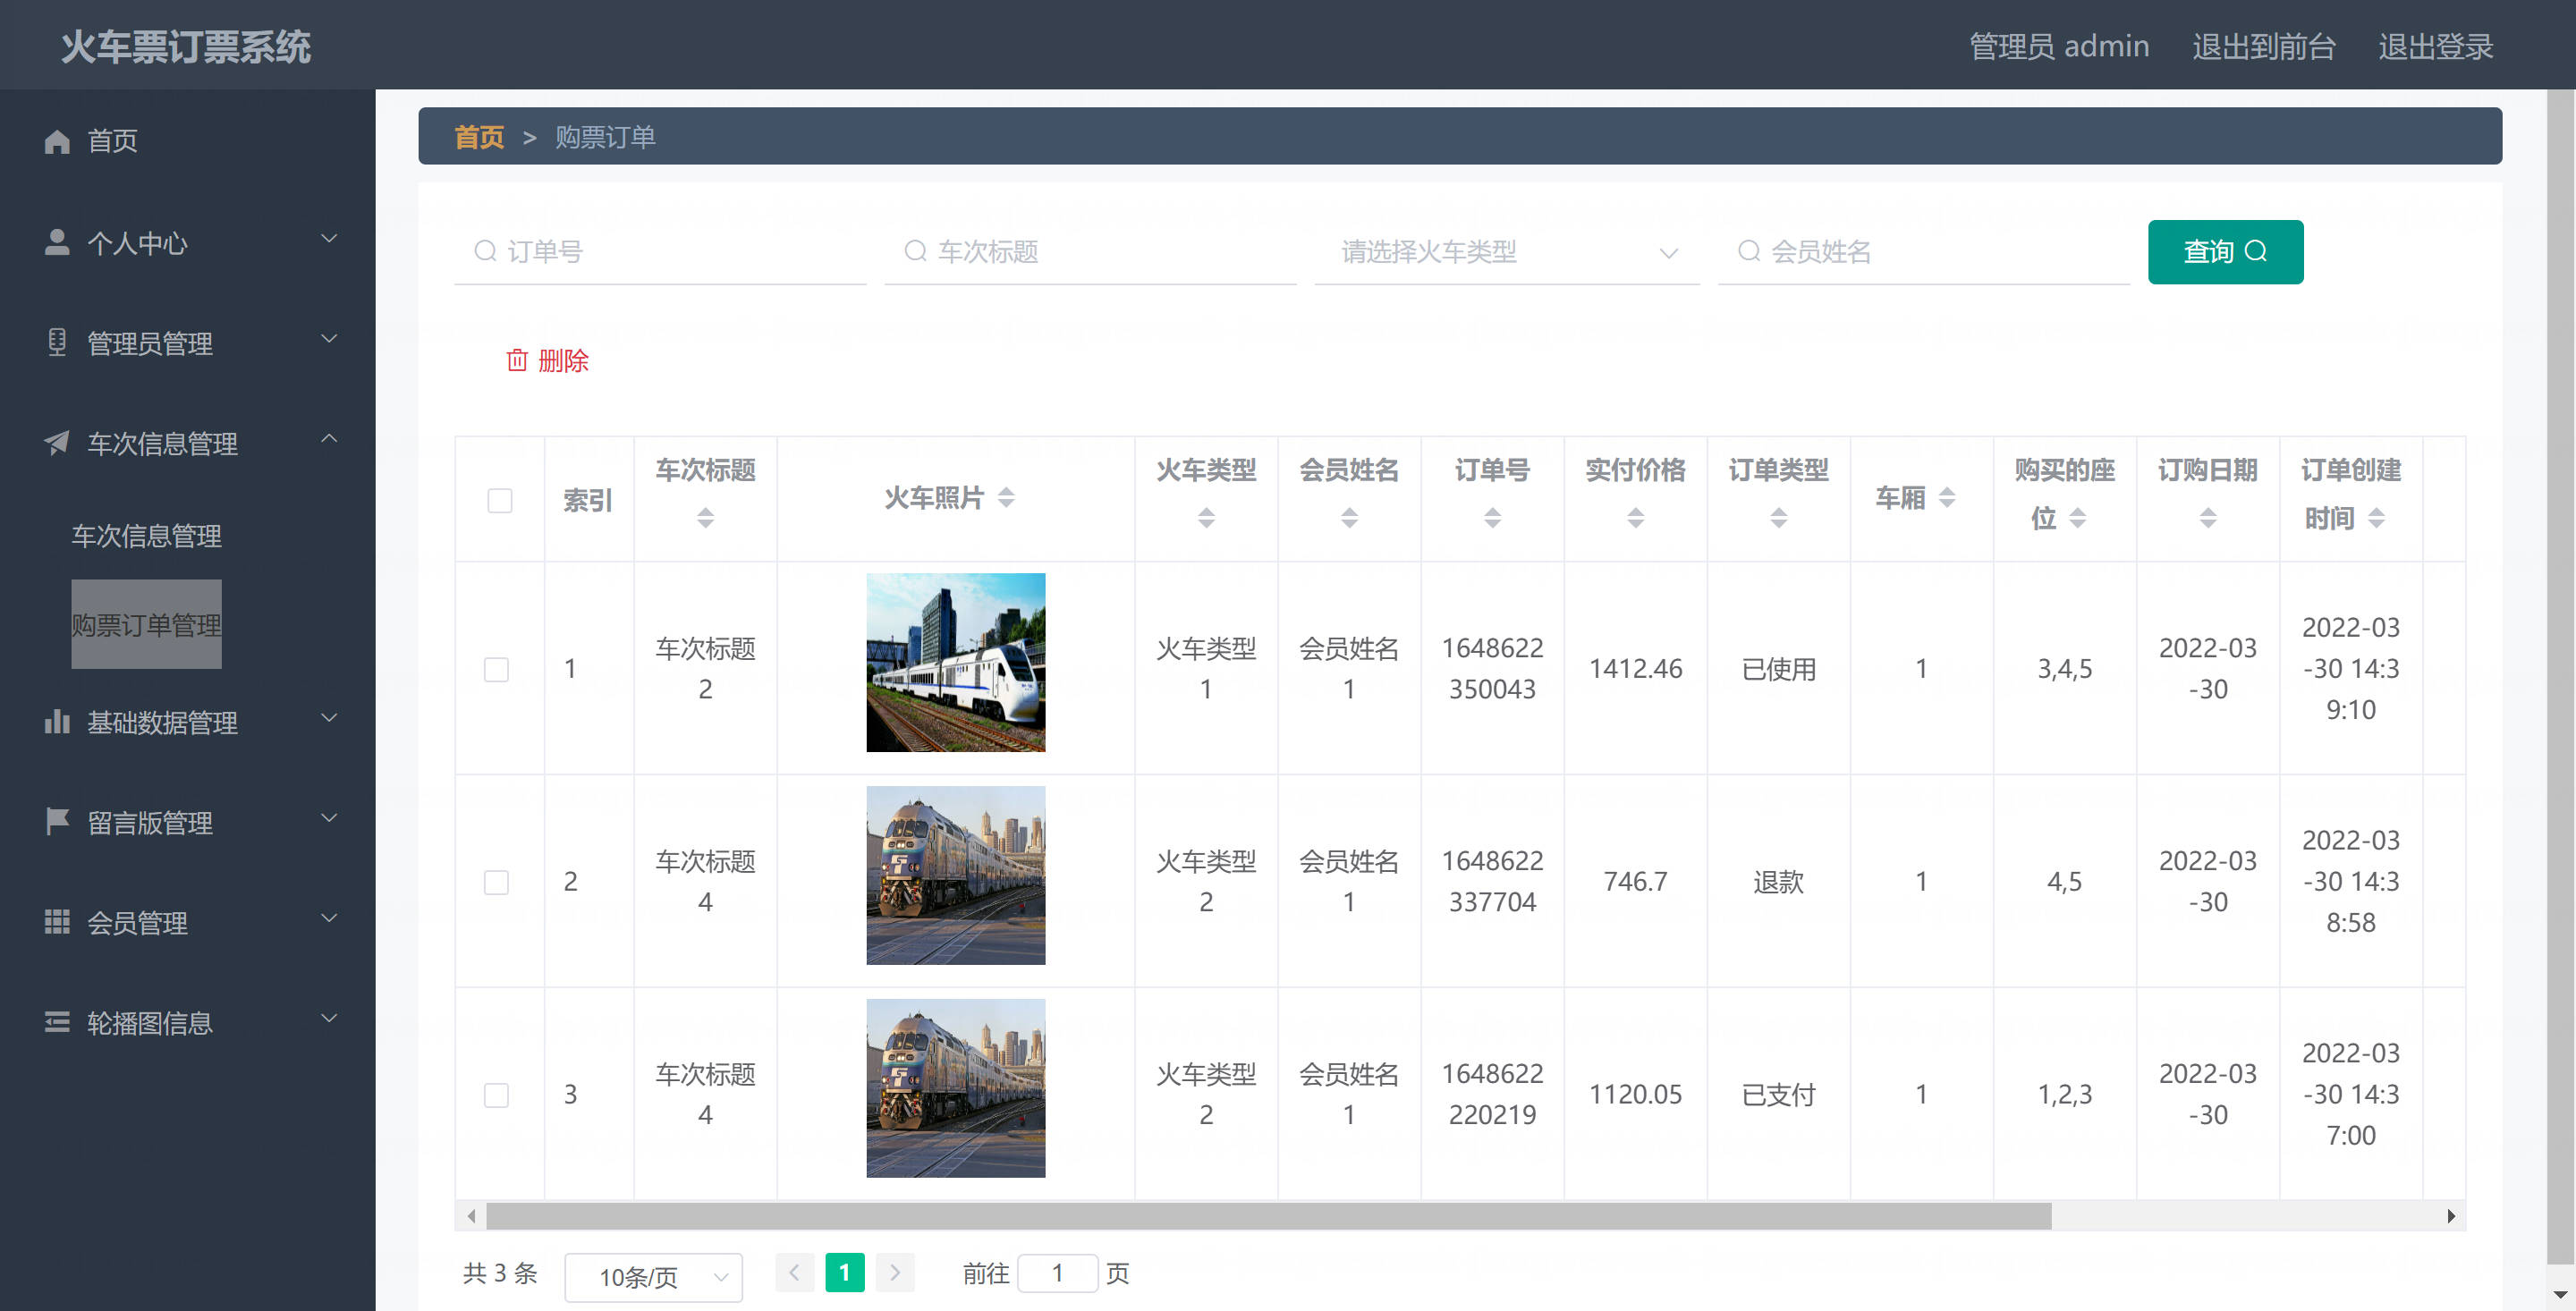 火车票订票系统
管理员 admin 退出到前台 退出登录
首页
个人中心
管理员管理
车次信息管理
车次信息管理
购票订单管理
基础数据管理
留言版管理
会员管理
轮播图信息
首页 > 购票订单
订单号 车次标题 请选择火车类型 会员姓名 查询
删除
索引 车次标题 火车照片 火车类型 会员姓名 订单号 实付价格 订单类型 车厢 购买的座 订购日期 订单创建
位 时间
1 车次标题 火车类型 会员姓名 1648622 1412.46 已使用 1 3,4,5 2022-03 2022-03
2 1 1 350043 -30 -30 14:3
9:10
2 车次标题 火车类型 会员姓名 1648622 746.7 退款 1 4,5 2022-03 2022-03
4 2 1 337704 -30 -30 14:3
8:58
3 车次标题 火车类型 会员姓名 1648622 1120.05 已支付 1 1,2,3 2022-03 2022-03
4 2 1 220219 -30 -30 14:3
7:00
共 3 条 10条/页 1 前往 1 页